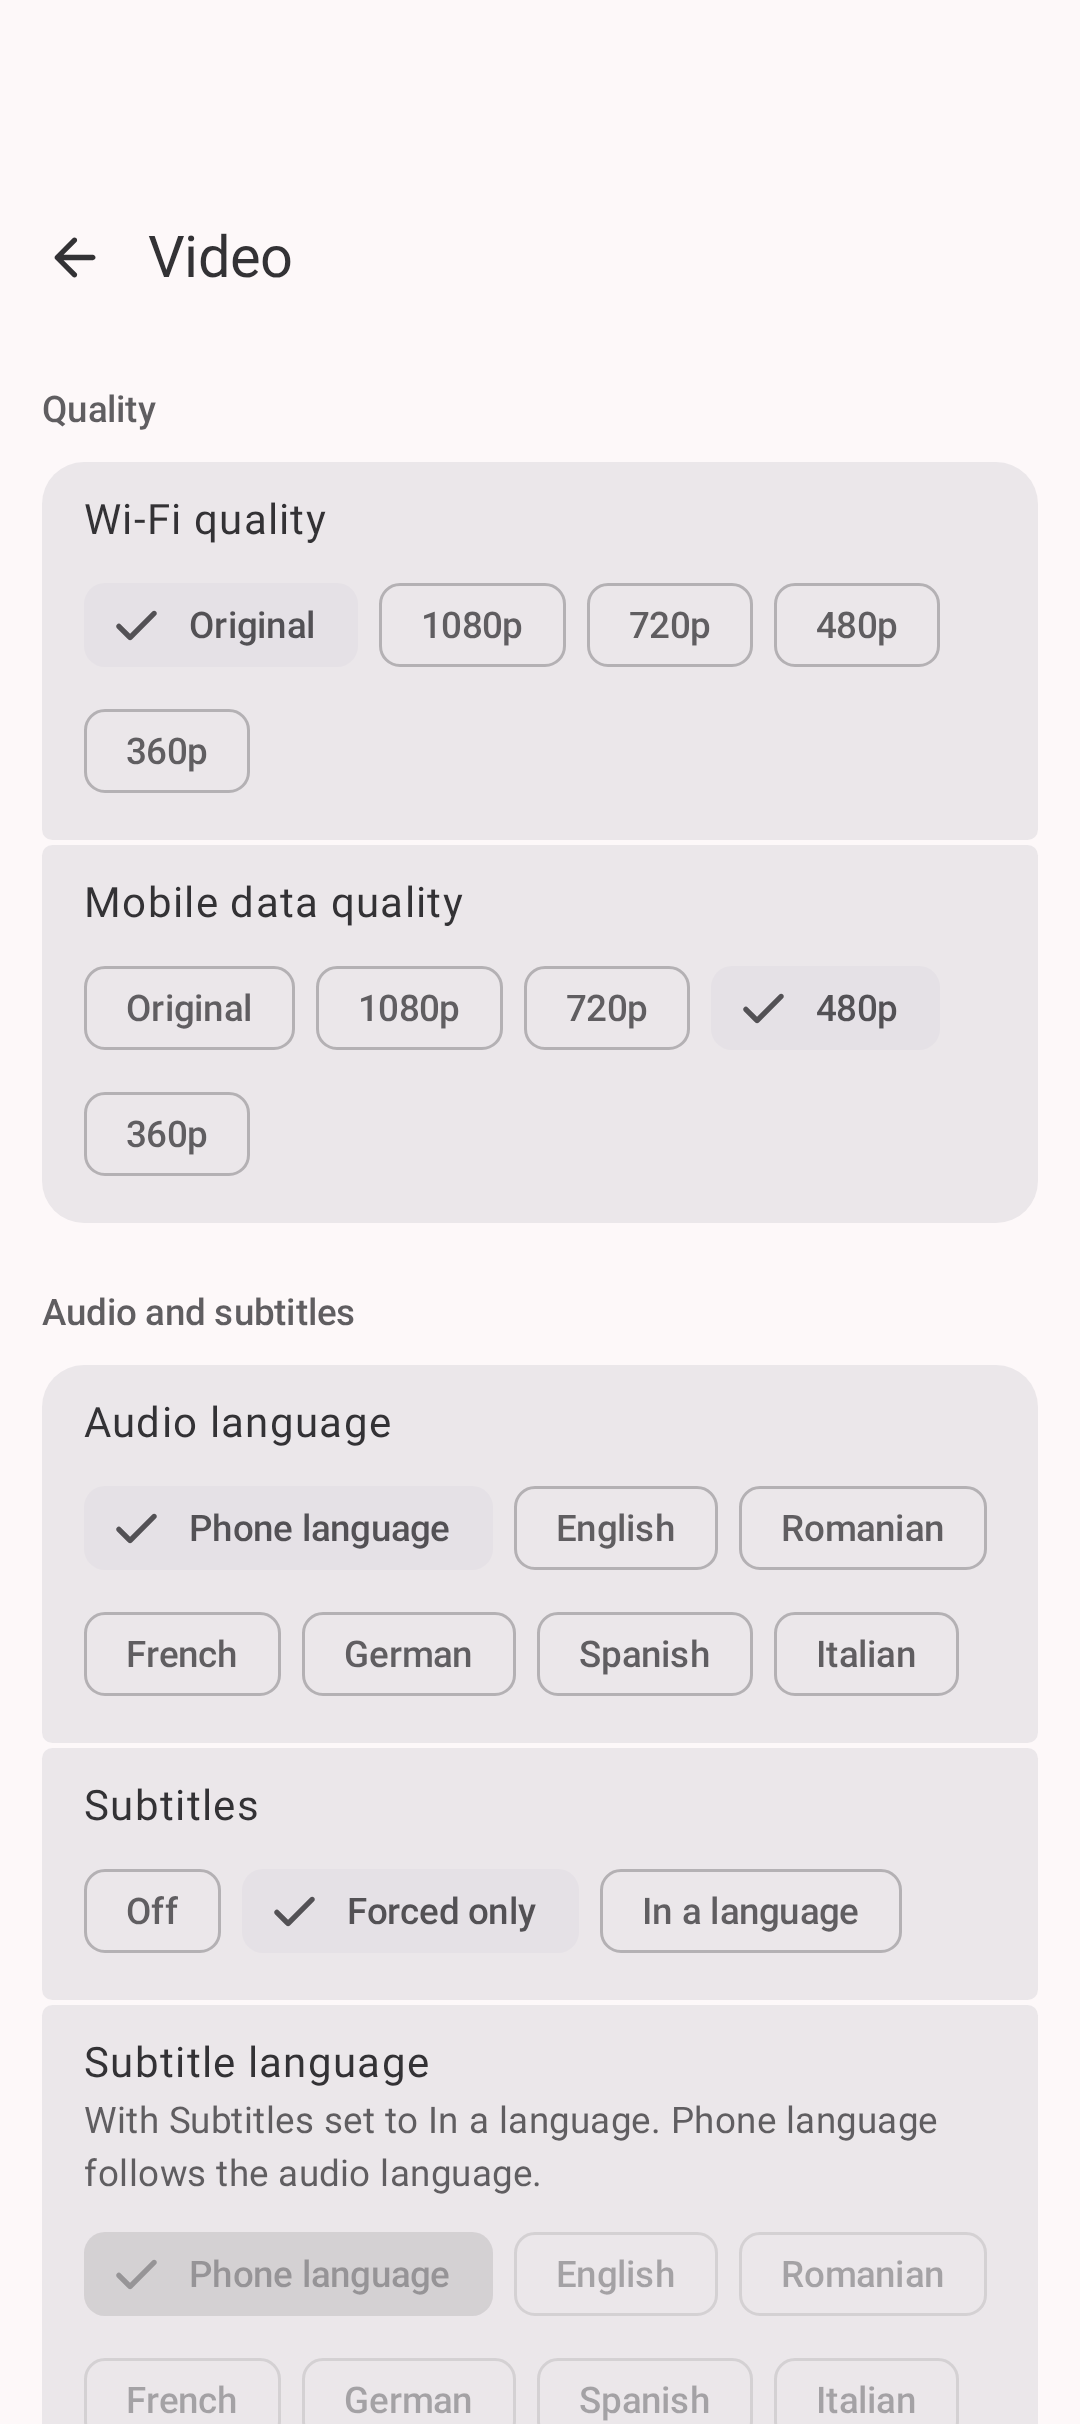 Video
Quality
Wi-Fi quality
Original 1080p 720p 480p
360p
Mobile data quality
Original 1080p 720p 480p
360p
Audio and subtitles
Audio language
Phone language English Romanian
French German Spanish Italian
Subtitles
Off Forced only In a language
Subtitle language
With Subtitles set to In a language. Phone language
follows the audio language.
Phone language English Romanian
French German Spanish Italian